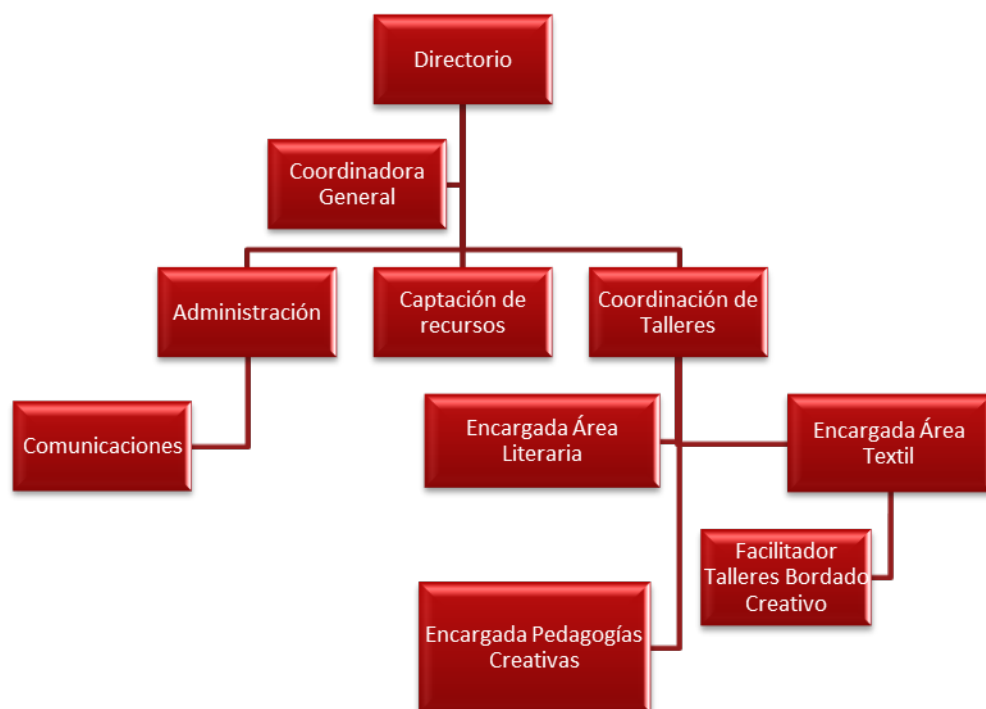 Directorio
Coordinadora
General
Administración
Captación de
recursos
Coordinación de
Talleres
Comunicaciones
Encargada Área
Literaria
Encargada Área
Textil
Facilitador
Talleres Bordado
Creativo
Encargada Pedagogías
Creativas